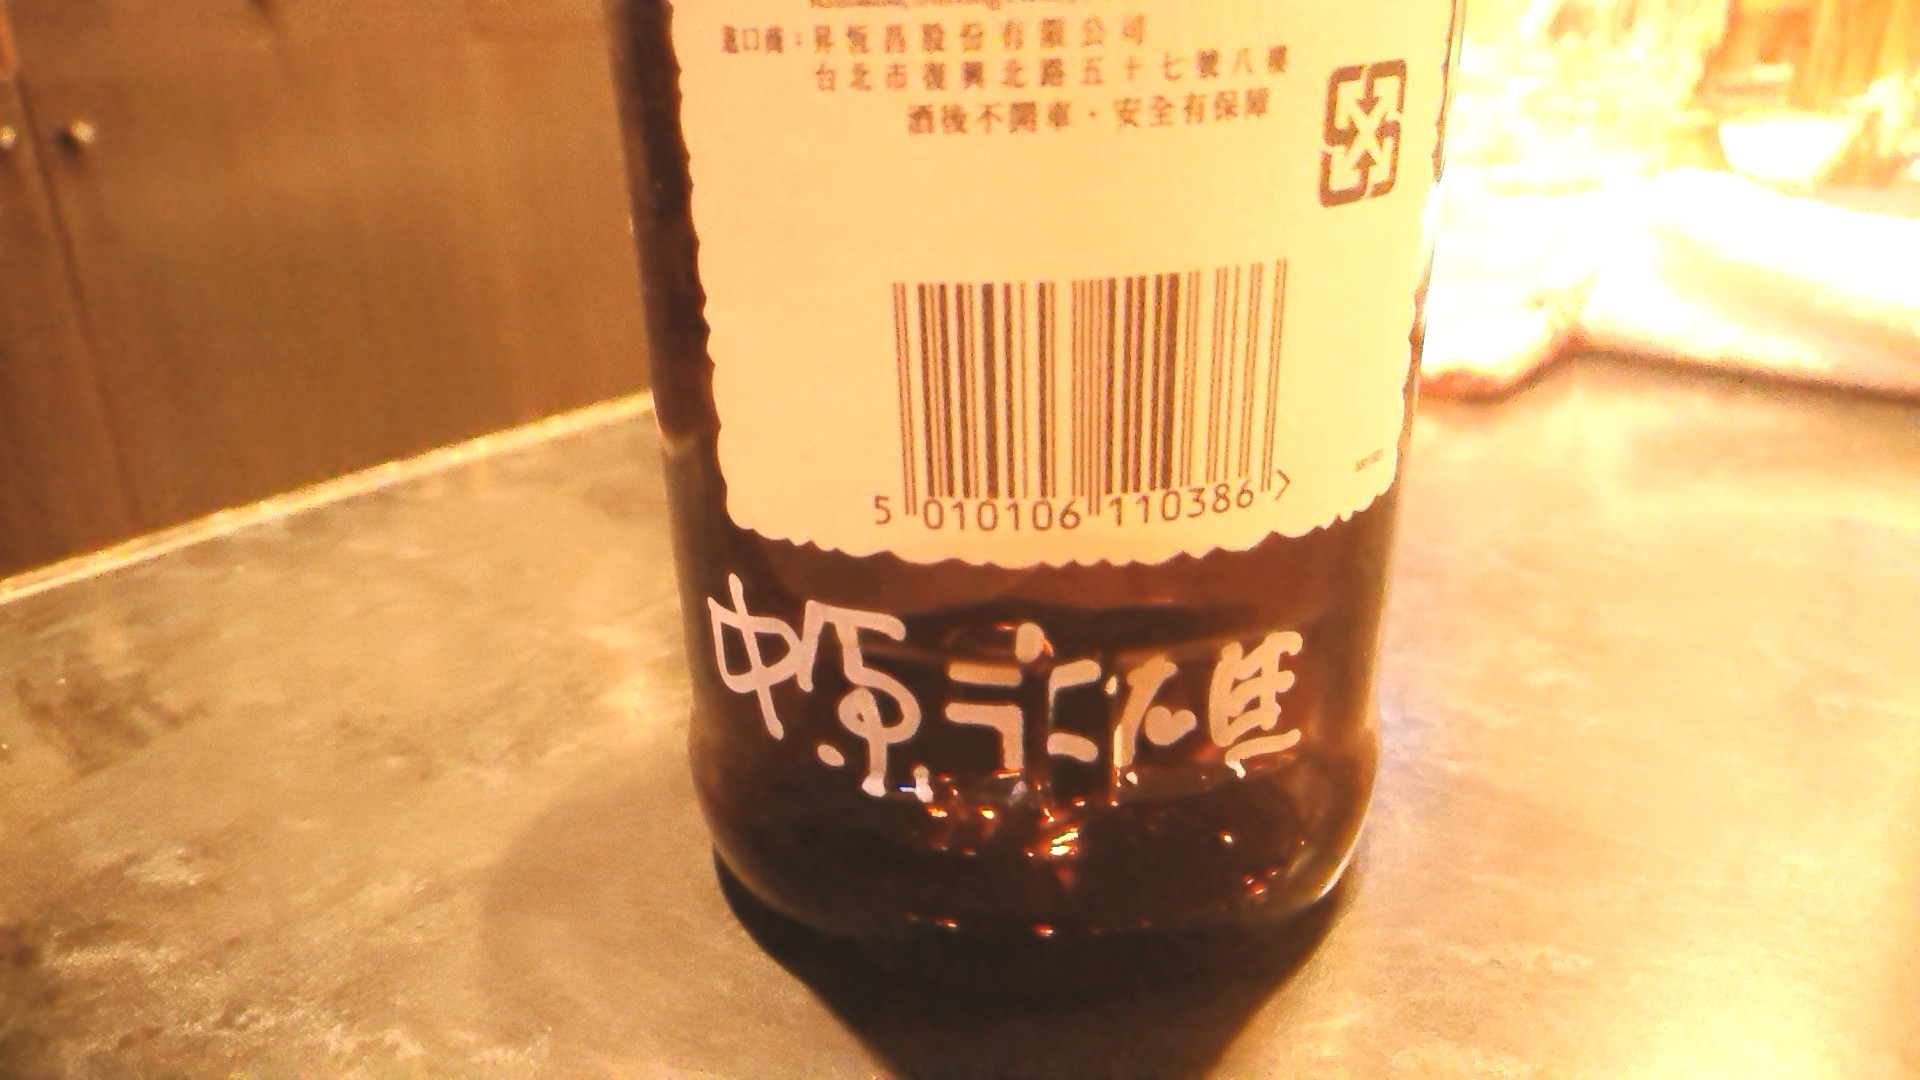 進口商：昇恆昌股份有限公司
台北市復興北路五十七號八樓
酒後不開車・安全有保障
5 010106 110386 >
中原永雄